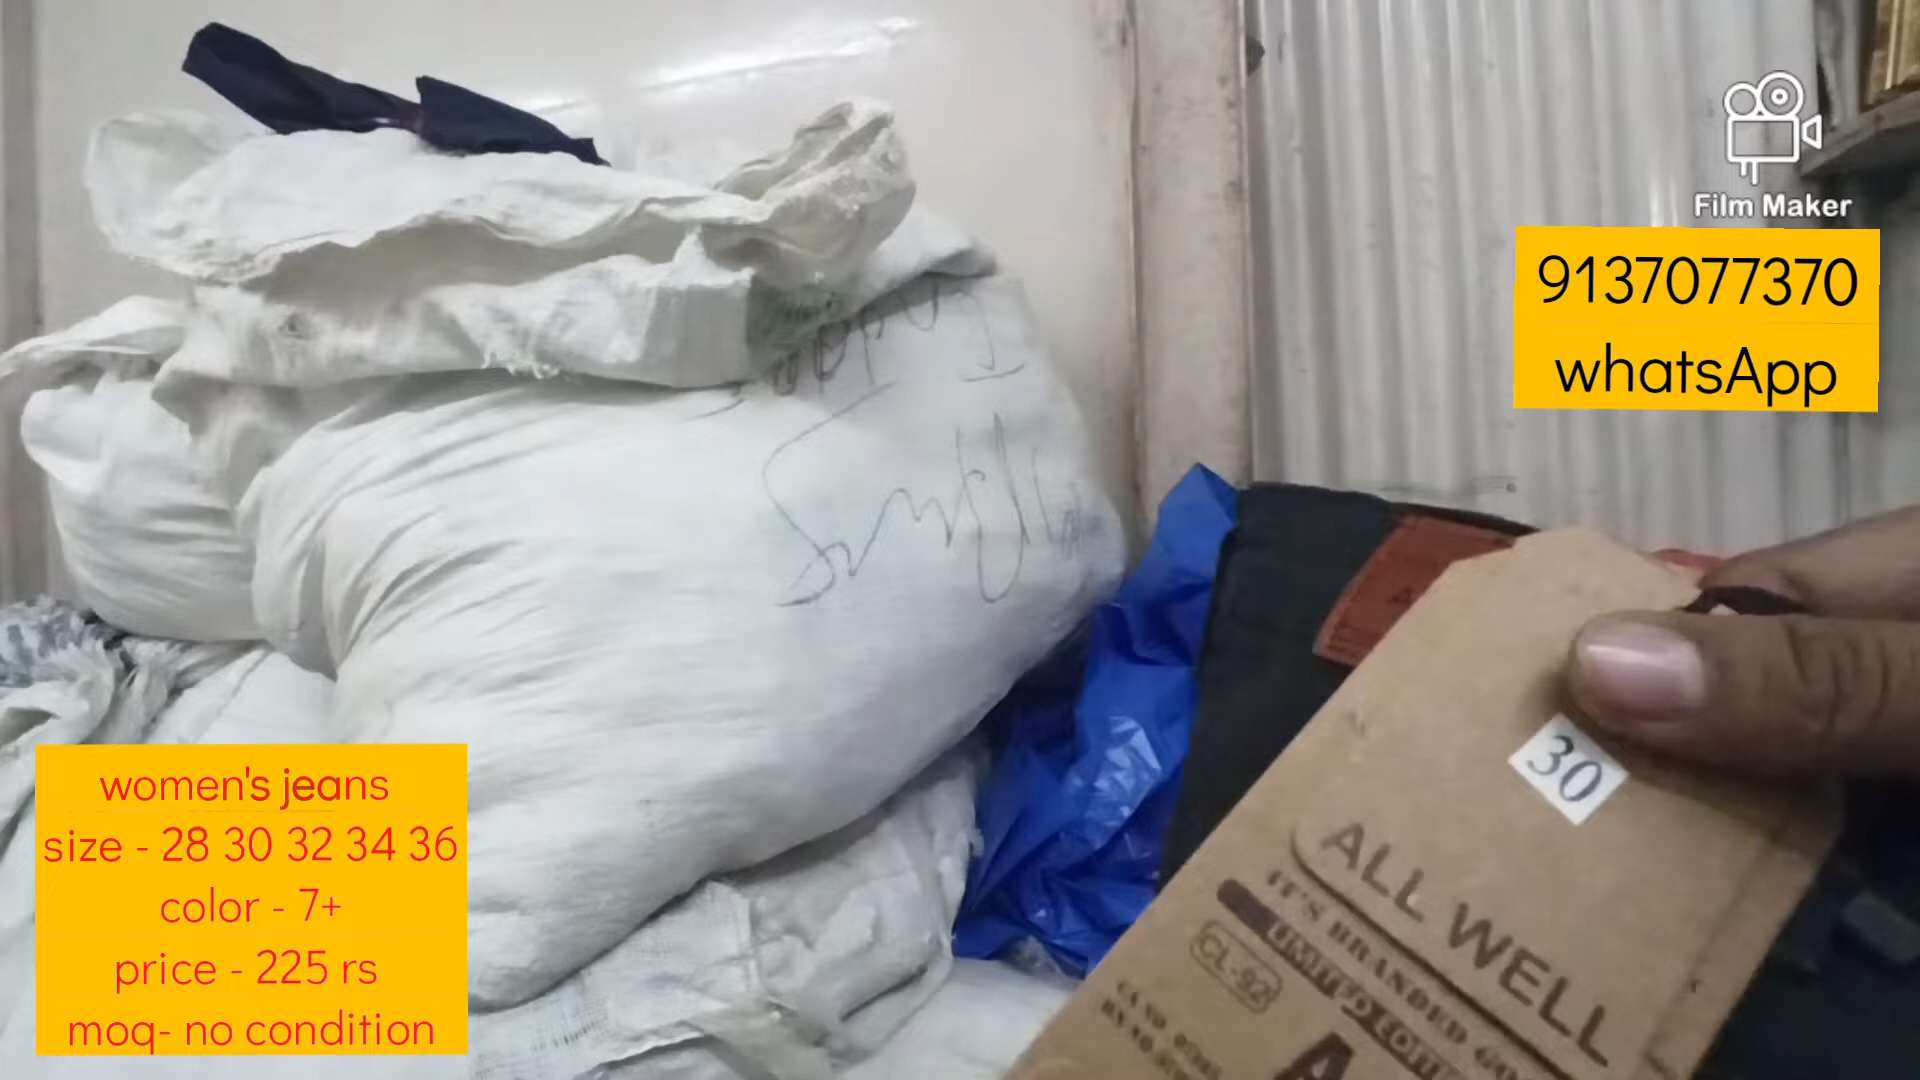 Film Maker
9137077370
whatsApp
women's jeans
size - 28 30 32 34 36
color - 7+
price - 225 rs
moq- no condition
30
ALL WELL
IT'S BRANDED
LIMITED
CL-92